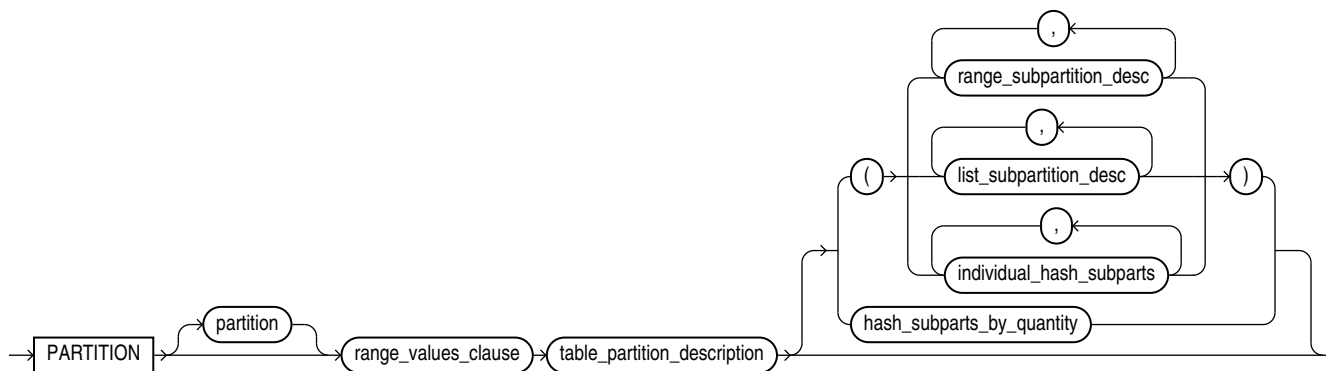 ,
range_subpartition_desc
,
( list_subpartition_desc )
,
individual_hash_subparts
partition hash_subparts_by_quantity
PARTITION range_values_clause table_partition_description